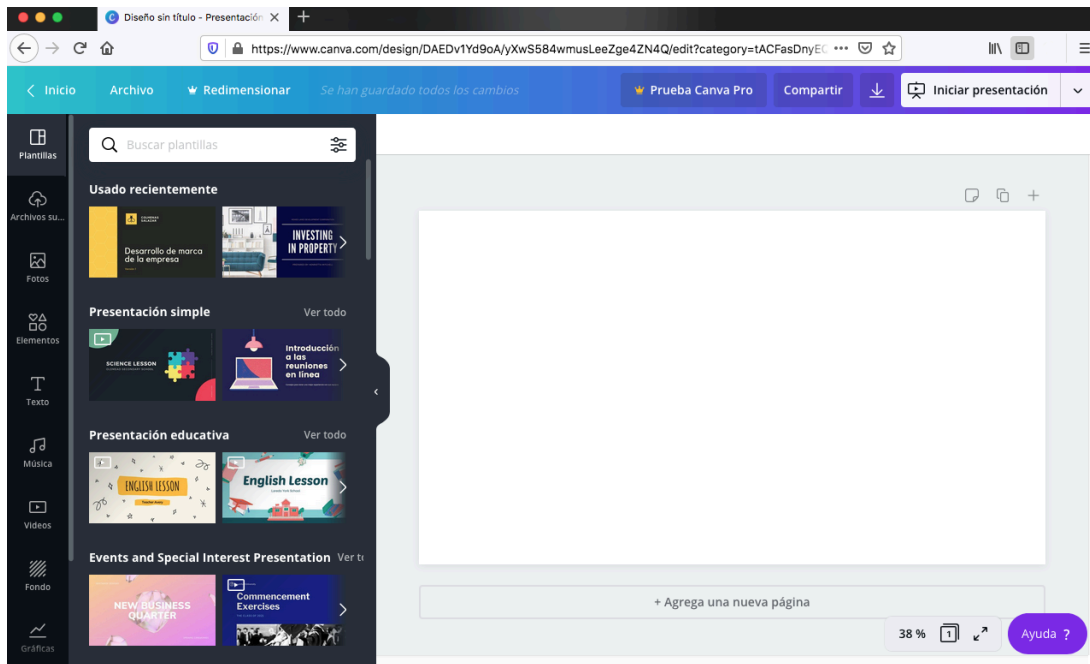 Diseño sin título - Presentación
https://www.canva.com/design/DAEDv1Yd9oA/yXwS584wmusLeeZge4ZN4Q/edit?category=tACFasDnyEC
Inicio Archivo Redimensionar Se han guardado todos los cambios Prueba Canva Pro Compartir Iniciar presentación
Plantillas
Archivos su...
Fotos
Elementos
Texto
Música
Videos
Fondo
Gráficas
Buscar plantillas
Usado recientemente
Desarrollo de marca
de la empresa
INVESTING
IN PROPERTY
Presentación simple Ver todo
SCIENCE LESSON
Introducción
a las
reuniones
en línea
Presentación educativa Ver todo
ENGLISH LESSON
English Lesson
Events and Special Interest Presentation Ver to
NEW BUSINESS
QUARTER
Commencement
Exercises
+ Agrega una nueva página
38 % 1 Ayuda ?